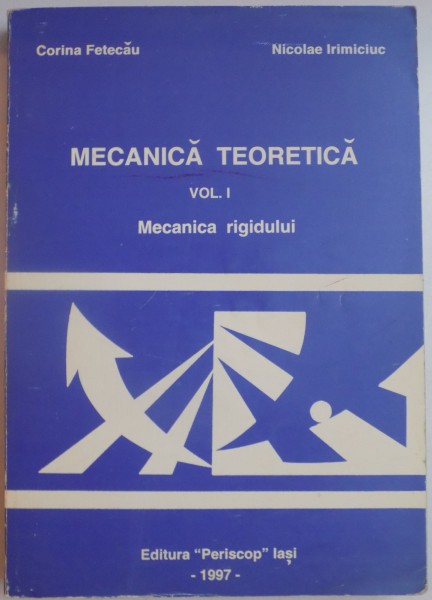 Corina Fetecău
Nicolae Irimiciuc
MECANICĂ TEORETICĂ
VOL. I
Mecanica rigidului
Editura "Periscop" Iaşi
- 1997 -